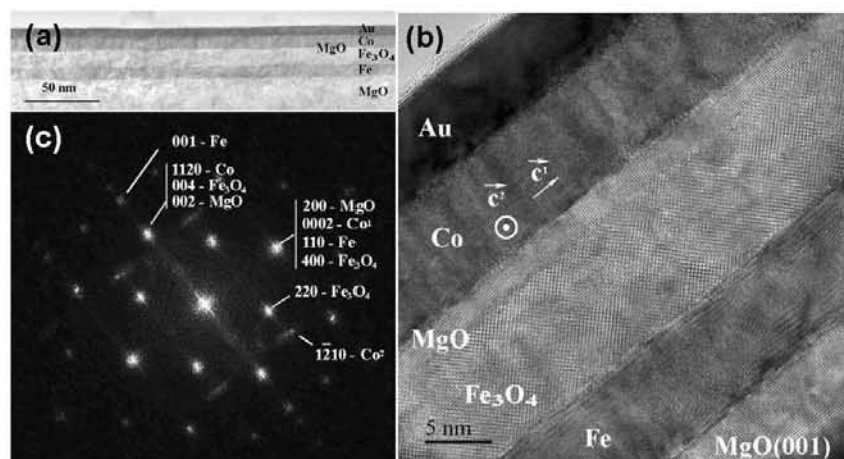 (a)
Au
Co
MgO
Fe₃O₄
Fe
MgO
50 nm
(c)
001 - Fe
1120 - Co
004 - Fe₃O₄
002 - MgO
200 - MgO
0002 - Co¹
110 - Fe
400 - Fe₃O₄
220 - Fe₃O₄
1̅210 - Co²
(b)
Au
c¹
c²
Co
MgO
Fe₃O₄
5 nm
Fe
MgO(001)